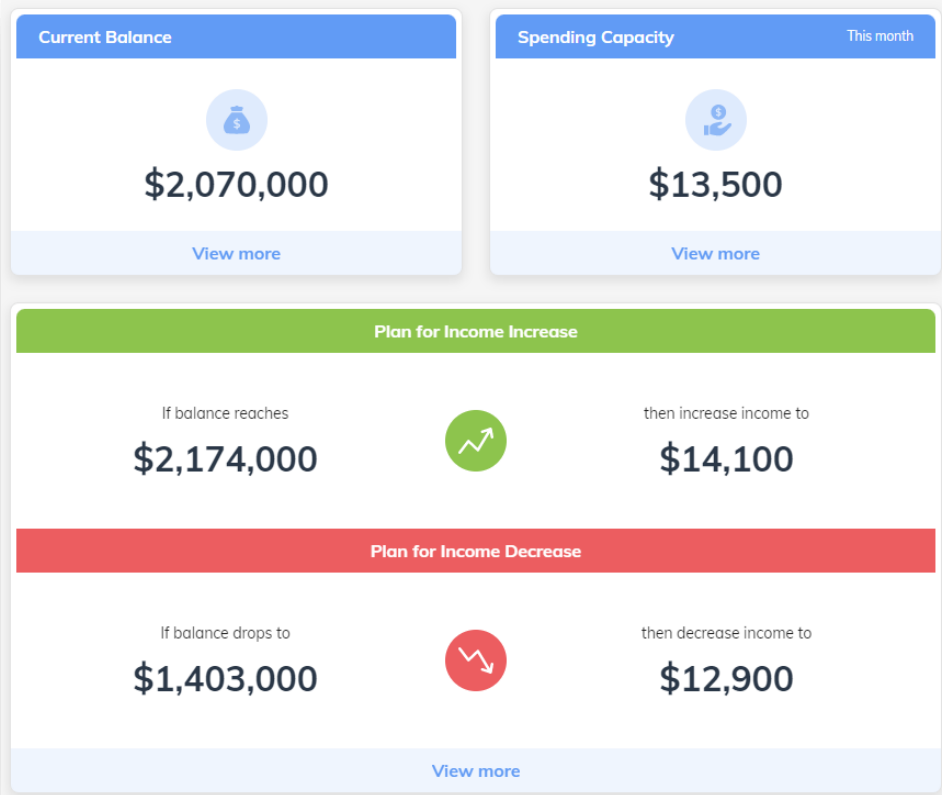 Current Balance
$2,070,000
View more
Spending Capacity
This month
$13,500
View more
Plan for Income Increase
If balance reaches
$2,174,000
then increase income to
$14,100
Plan for Income Decrease
If balance drops to
$1,403,000
then decrease income to
$12,900
View more